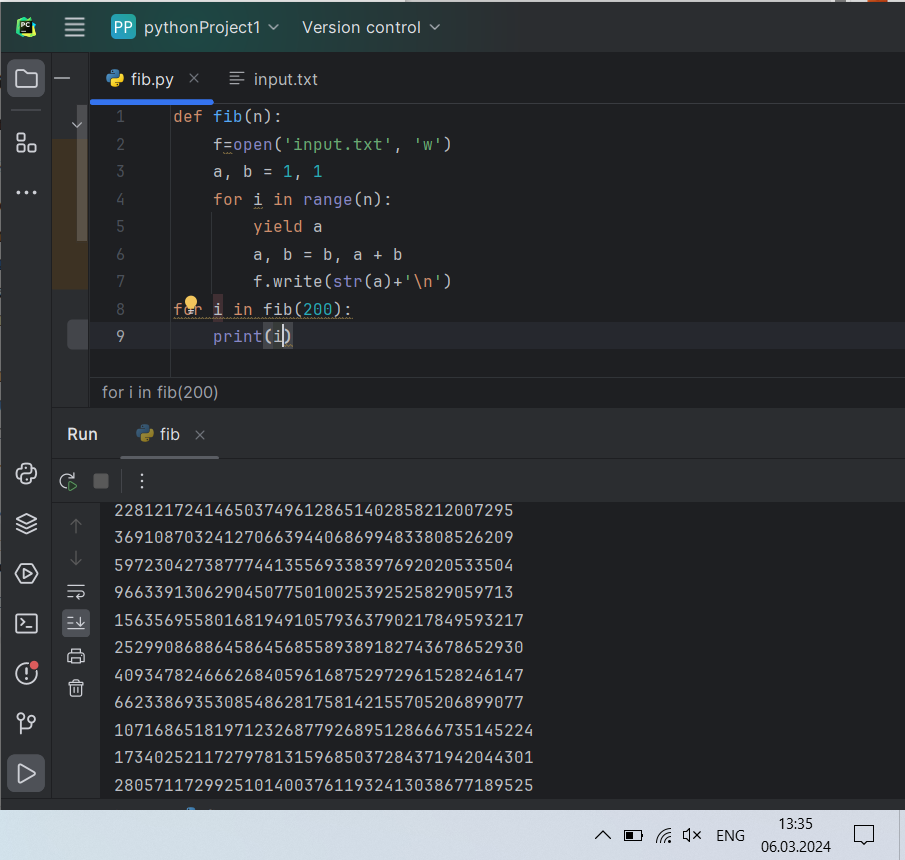 PC
PP pythonProject1 Version control
fib.py input.txt
1 def fib(n):
2 f=open('input.txt', 'w')
3 a, b = 1, 1
4 for i in range(n):
5 yield a
6 a, b = b, a + b
7 f.write(str(a)+'\n')
8 for i in fib(200):
9 print(i)
for i in fib(200)
Run fib
2281217241465037496128651402858212007295
3691087032412706639440686994833808526209
5972304273877744135569338397692020533504
9663391306290450775010025392525829059713
15635695580168194910579363790217849593217
25299086886458645685589389182743678652930
40934782466626840596168752972961528246147
66233869353085486281758142155705206899077
107168651819712326877926895128666735145224
173402521172797813159685037284371942044301
280571172992510140037611932413038677189525
ENG 13:35
06.03.2024